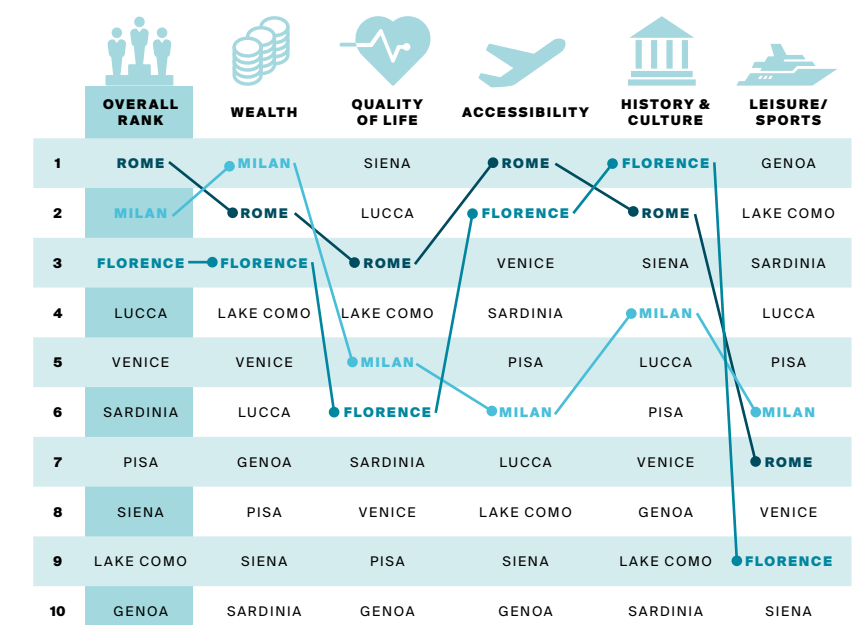 OVERALL
RANK
WEALTH
QUALITY
OF LIFE
ACCESSIBILITY
HISTORY &
CULTURE
LEISURE/
SPORTS
1 ROME MILAN SIENA ROME FLORENCE GENOA
2 MILAN ROME LUCCA FLORENCE ROME LAKE COMO
3 FLORENCE FLORENCE ROME VENICE SIENA SARDINIA
4 LUCCA LAKE COMO LAKE COMO SARDINIA MILAN LUCCA
5 VENICE VENICE MILAN PISA LUCCA PISA
6 SARDINIA LUCCA FLORENCE MILAN PISA MILAN
7 PISA GENOA SARDINIA LUCCA VENICE ROME
8 SIENA PISA VENICE LAKE COMO GENOA VENICE
9 LAKE COMO SIENA PISA SIENA LAKE COMO FLORENCE
10 GENOA SARDINIA GENOA GENOA SARDINIA SIENA